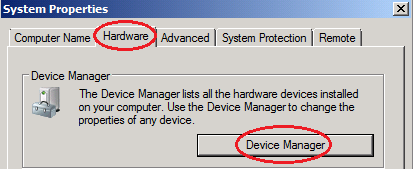 System Properties
Computer Name Hardware Advanced System Protection Remote
Device Manager
The Device Manager lists all the hardware devices installed
on your computer. Use the Device Manager to change the
properties of any device.
Device Manager